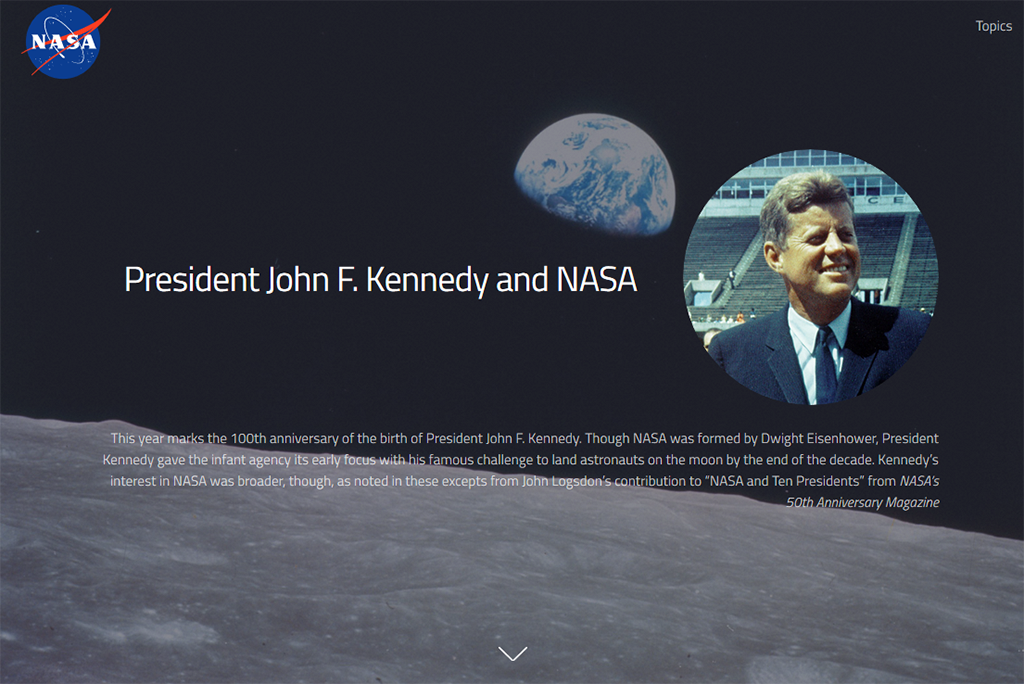 NASA
Topics
President John F. Kennedy and NASA
This year marks the 100th anniversary of the birth of President John F. Kennedy. Though NASA was formed by Dwight Eisenhower, President
Kennedy gave the infant agency its early focus with his famous challenge to land astronauts on the moon by the end of the decade. Kennedy’s
interest in NASA was broader, though, as noted in these excepts from John Logsdon’s contribution to “NASA and Ten Presidents” from NASA’s
50th Anniversary Magazine